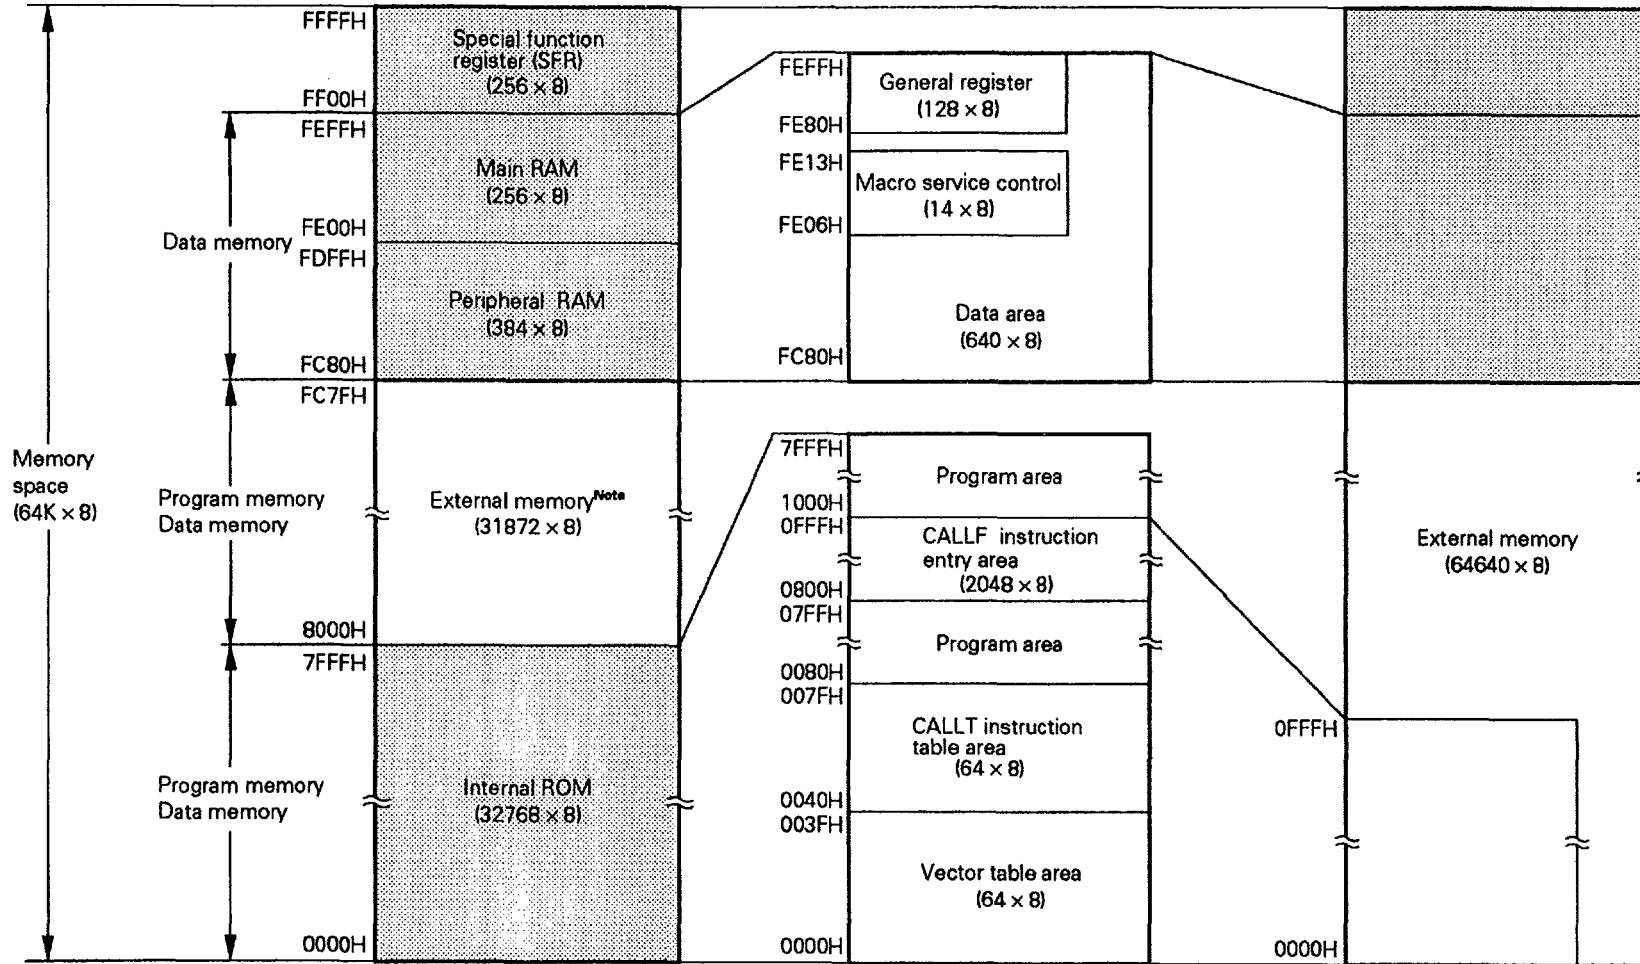 Memory
space
(64K × 8)
Data memory
Program memory
Data memory
Program memory
Data memory
FFFFH
FF00H
FEFFH
FE00H
FDFFH
FC80H
FC7FH
8000H
7FFFH
0000H
Special function
register (SFR)
(256 × 8)
Main RAM
(256 × 8)
Peripheral RAM
(384 × 8)
External memory Note
(31872 × 8)
Internal ROM
(32768 × 8)
FEFFH
FE80H
FE13H
FE06H
FC80H
General register
(128 × 8)
Macro service control
(14 × 8)
Data area
(640 × 8)
7FFFH
1000H
0FFFH
0800H
07FFH
0080H
007FH
0040H
003FH
0000H
Program area
CALLF instruction
entry area
(2048 × 8)
Program area
CALLT instruction
table area
(64 × 8)
Vector table area
(64 × 8)
External memory
(64640 × 8)
0FFFH
0000H